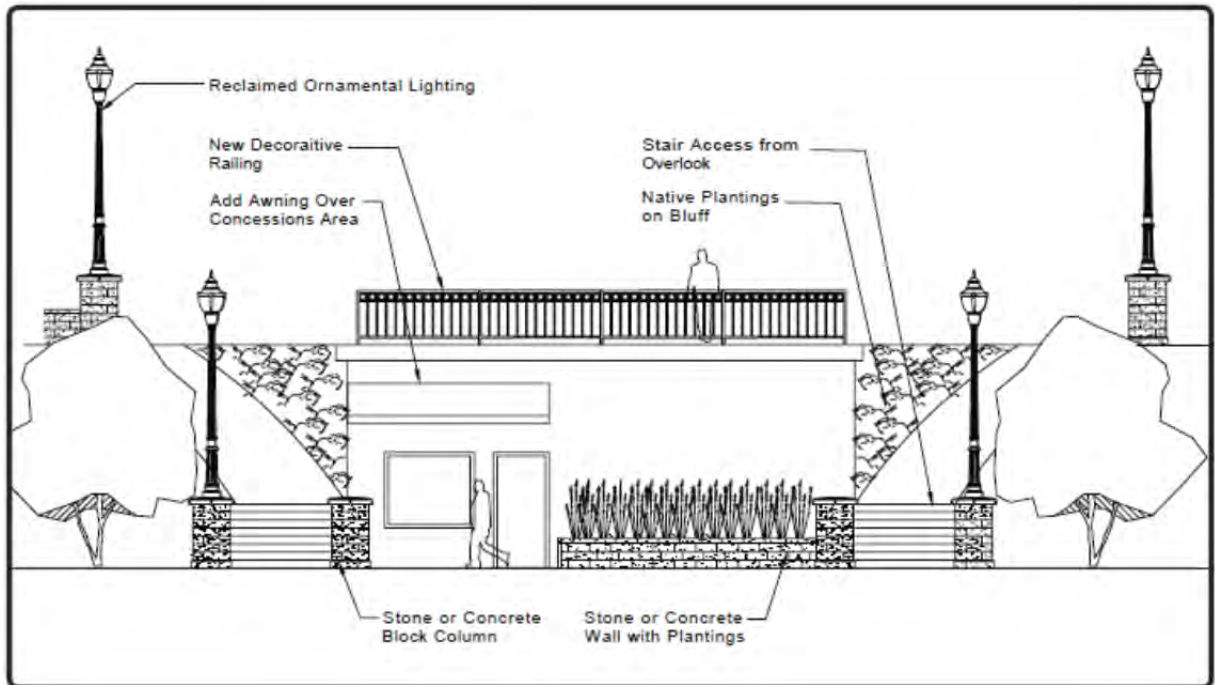 Reclaimed Ornamental Lighting
New Decoraitive
Railing
Add Awning Over
Concessions Area
Stair Access from
Overlook
Native Plantings
on Bluff
Stone or Concrete
Block Column
Stone or Concrete
Wall with Plantings